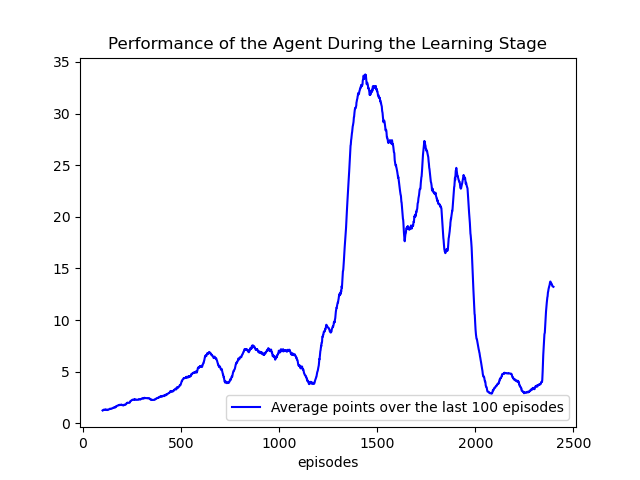 Performance of the Agent During the Learning Stage
35
30
25
20
15
10
5
0
Average points over the last 100 episodes
0 500 1000 1500 2000 2500
episodes